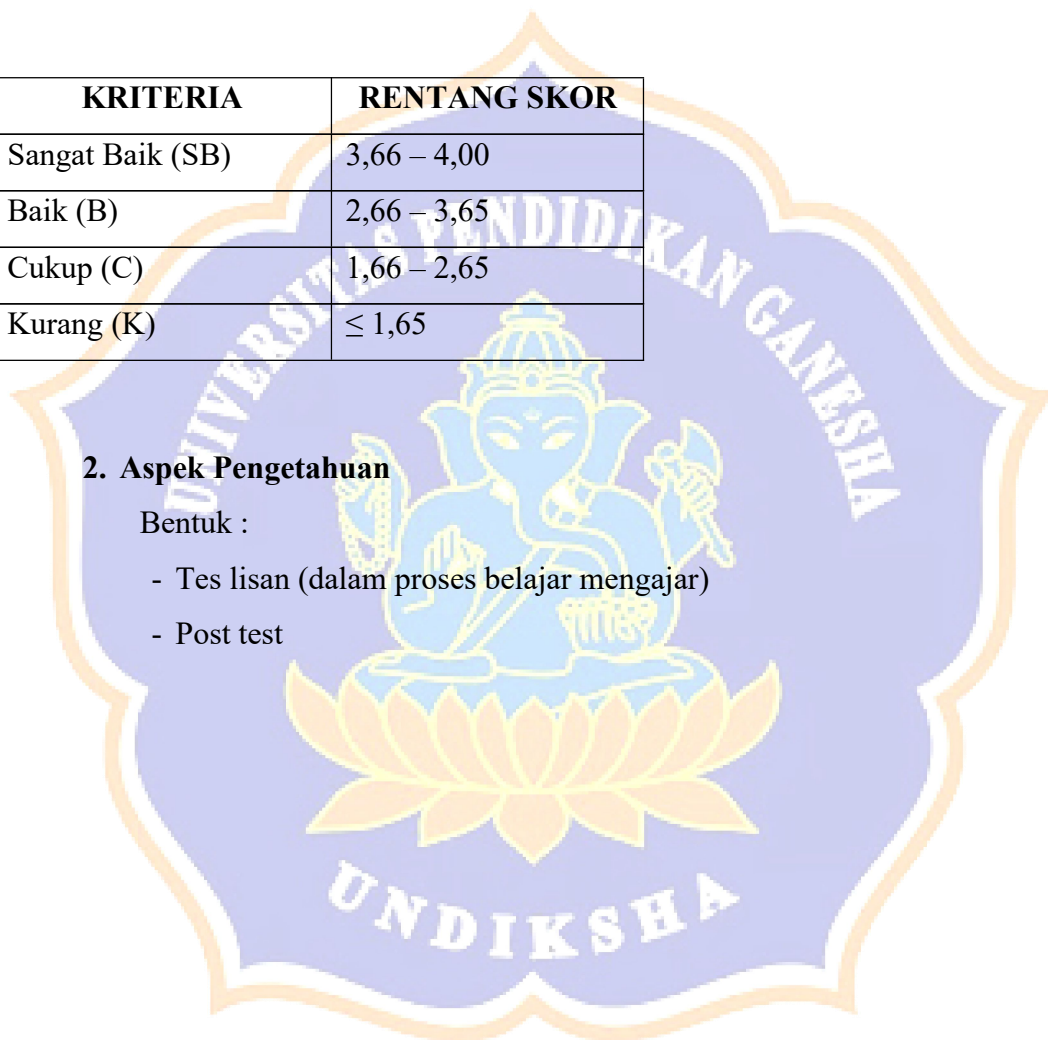 KRITERIA RENTANG SKOR
Sangat Baik (SB) 3,66 – 4,00
Baik (B) 2,66 – 3,65
Cukup (C) 1,66 – 2,65
Kurang (K) ≤ 1,65
2. Aspek Pengetahuan
Bentuk :
- Tes lisan (dalam proses belajar mengajar)
- Post test
UNIVERSITAS PENDIDIKAN GANESHA
UNDIKSHA